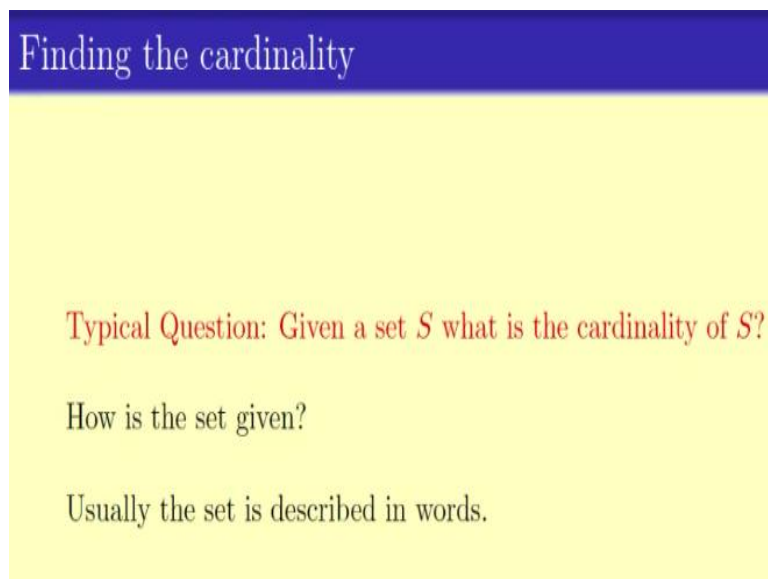 Finding the cardinality
Typical Question: Given a set S what is the cardinality of S?
How is the set given?
Usually the set is described in words.